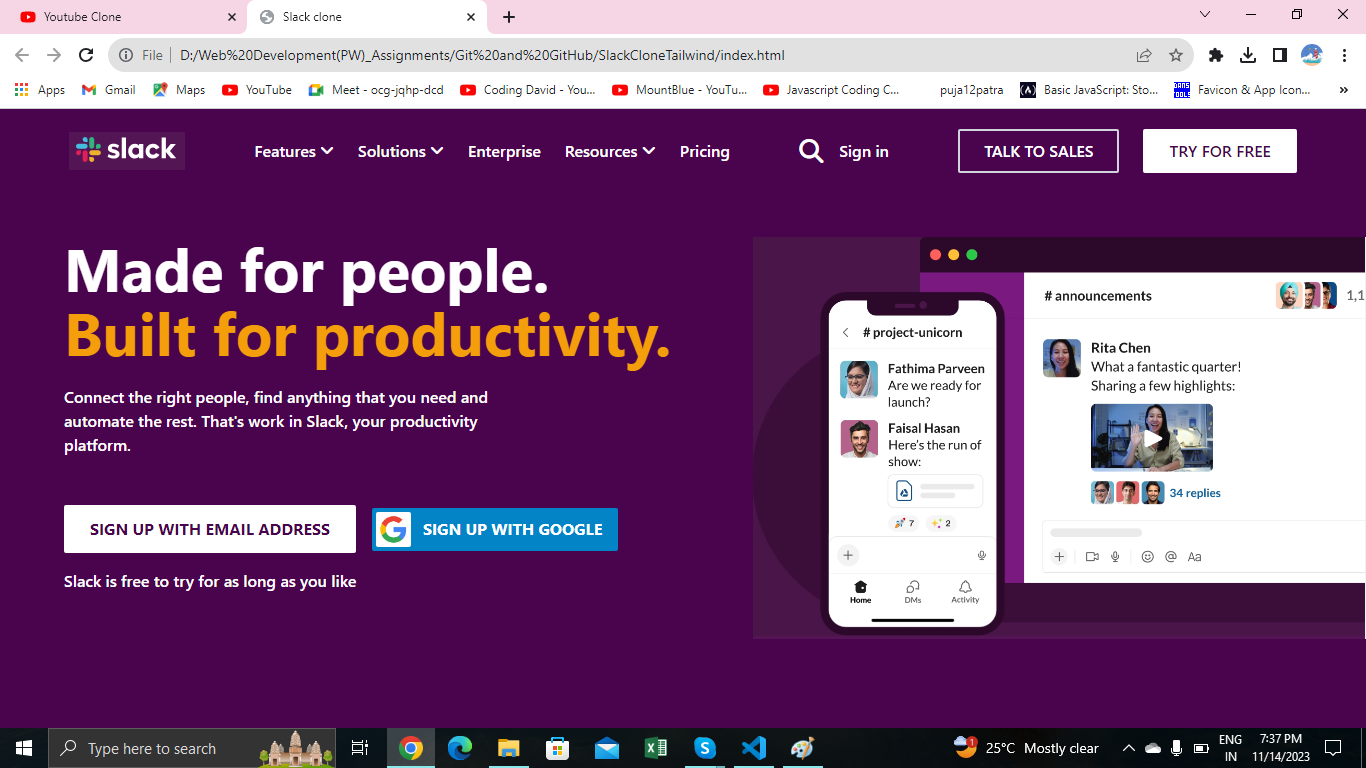 Youtube Clone
Slack clone
File D:/Web%20Development(PW)_Assignments/Git%20and%20GitHub/SlackCloneTailwind/index.html
Apps Gmail Maps YouTube Meet - ocg-jqhp-dcd Coding David - You... MountBlue - YouTu... Javascript Coding C... puja12patra (A) Basic JavaScript: Sto... DANS TOOLS Favicon & App Icon... »
slack Features Solutions Enterprise Resources Pricing Sign in TALK TO SALES TRY FOR FREE
Made for people.
Built for productivity.
Connect the right people, find anything that you need and
automate the rest. That's work in Slack, your productivity
platform.
SIGN UP WITH EMAIL ADDRESS
SIGN UP WITH GOOGLE
Slack is free to try for as long as you like
# project-unicorn
Fathima Parveen
Are we ready for
launch?
Faisal Hasan
Here's the run of
show:
7 2
Home DMs Activity
# announcements
1,1
Rita Chen
What a fantastic quarter!
Sharing a few highlights:
34 replies
@ Aa
Type here to search
1 25°C Mostly clear
ENG
IN
7:37 PM
11/14/2023